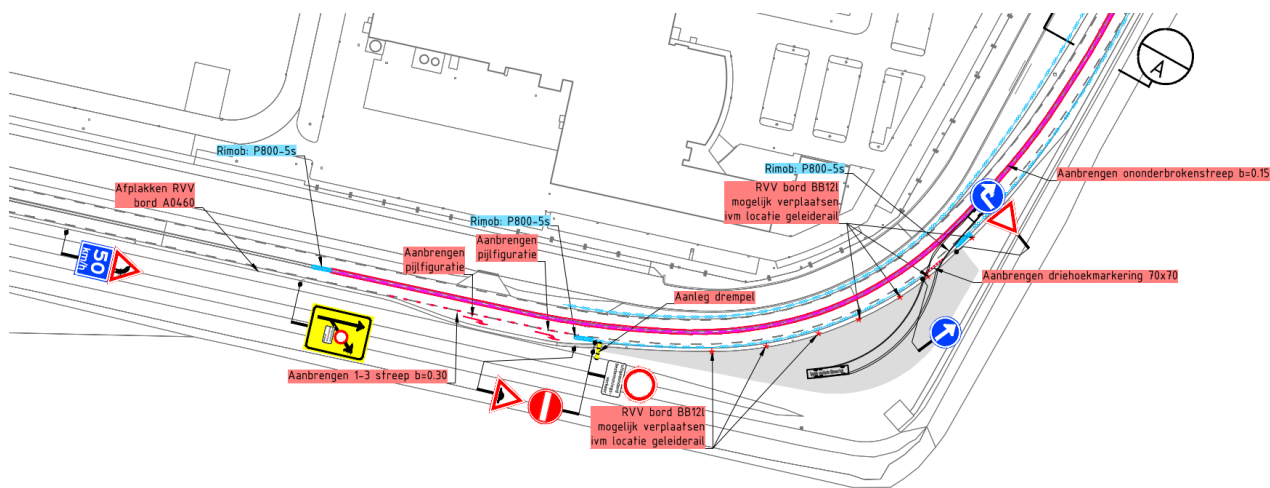 A
Rimob: P800-5s
Rimob: P800-5s
RVV bord BB12l
mogelijk verplaatsen
ivm locatie geleiderail
Aanbrengen ononderbrokenstreep b=0.15
Afplakken RVV
bord A0460
Rimob: P800-5s
Aanbrengen
pijlfiguratie
Aanbrengen
pijlfiguratie
50
km/h
Aanbrengen driehoekmarkering 70x70
Aanleg drempel
Aanbrengen 1-3 streep b=0.30
RVV bord BB12l
mogelijk verplaatsen
ivm locatie geleiderail